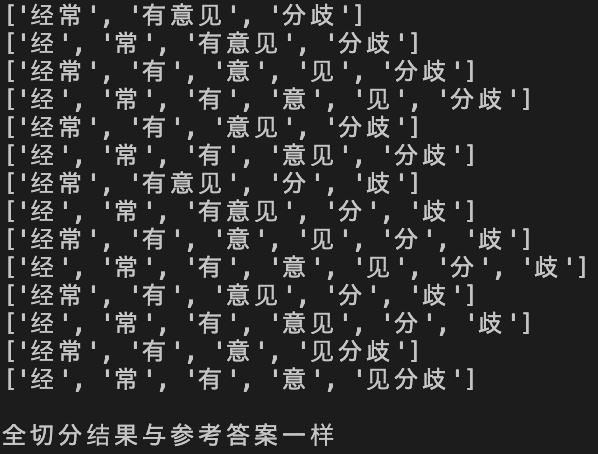 ['经常', '有意见', '分歧']
['经', '常', '有意见', '分歧']
['经常', '有', '意', '见', '分歧']
['经', '常', '有', '意', '见', '分歧']
['经常', '有', '意见', '分歧']
['经', '常', '有', '意见', '分歧']
['经常', '有意见', '分', '歧']
['经', '常', '有意见', '分', '歧']
['经常', '有', '意', '见', '分', '歧']
['经', '常', '有', '意', '见', '分', '歧']
['经常', '有', '意见', '分', '歧']
['经', '常', '有', '意见', '分', '歧']
['经常', '有', '意', '见分歧']
['经', '常', '有', '意', '见分歧']
全切分结果与参考答案一样